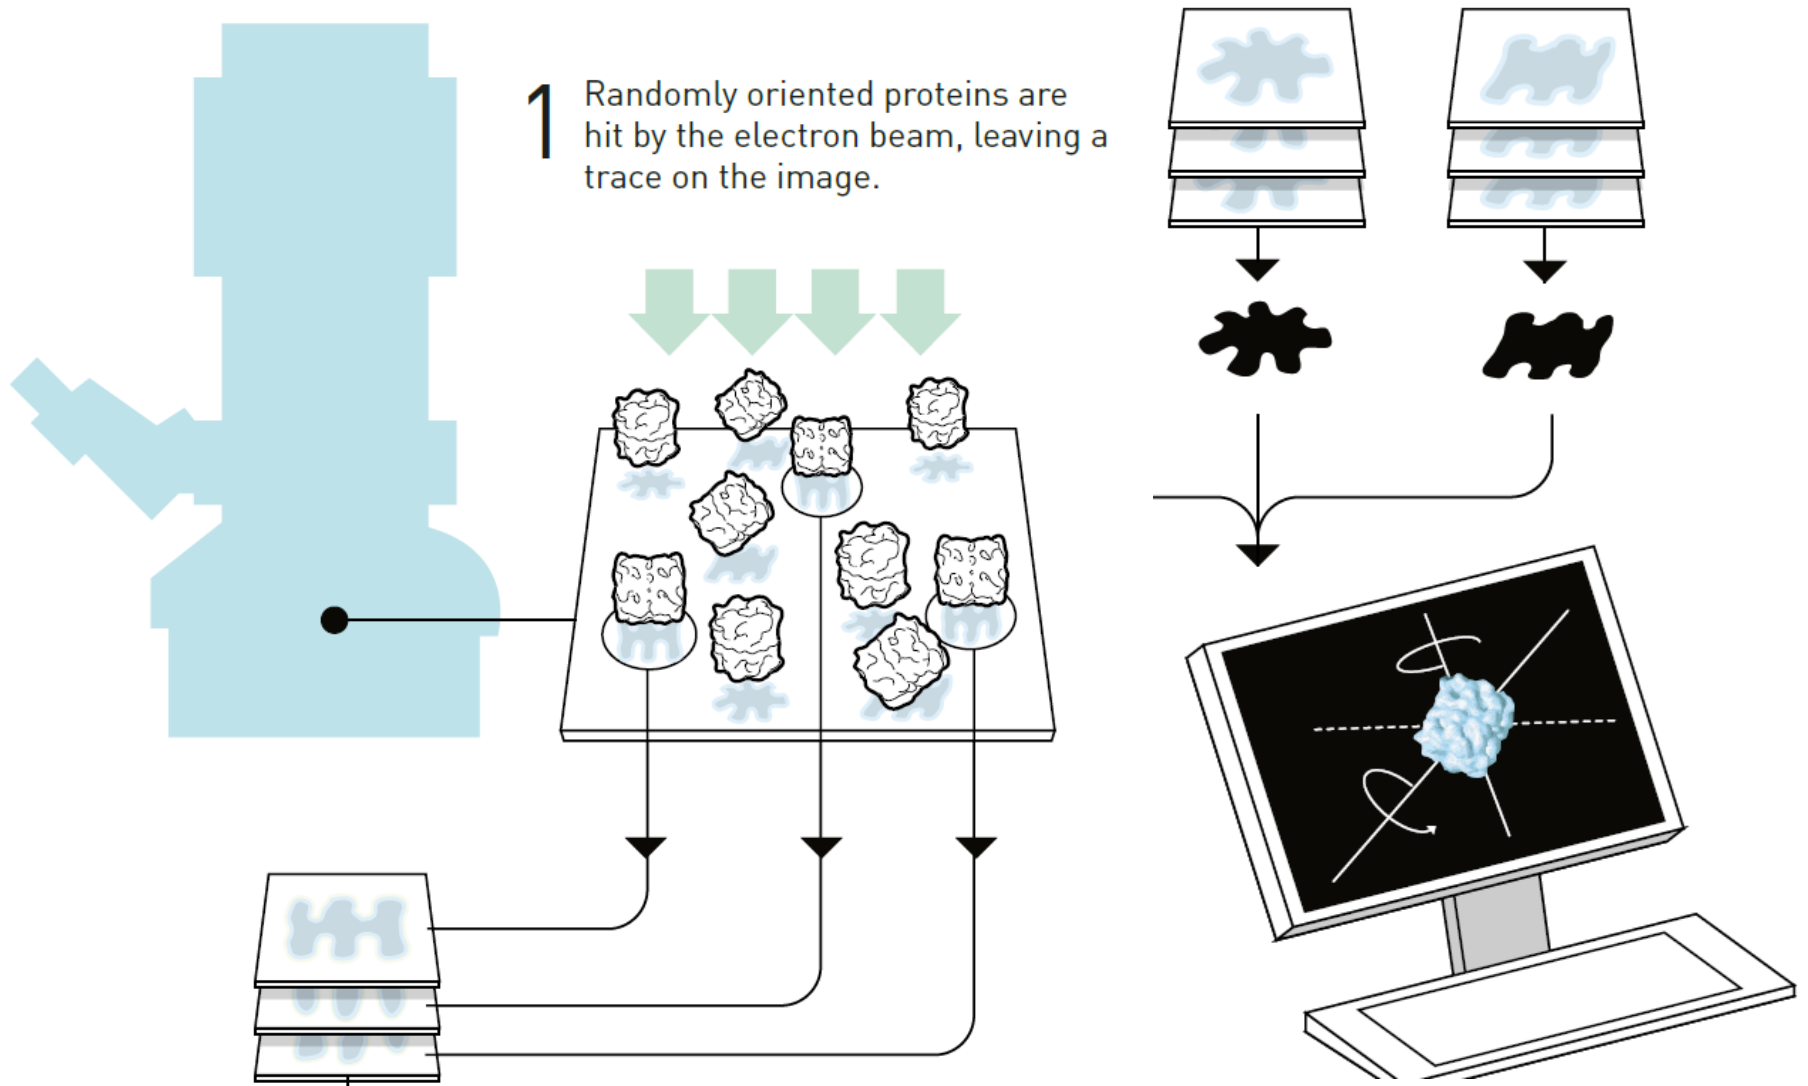 1
Randomly oriented proteins are
hit by the electron beam, leaving a
trace on the image.